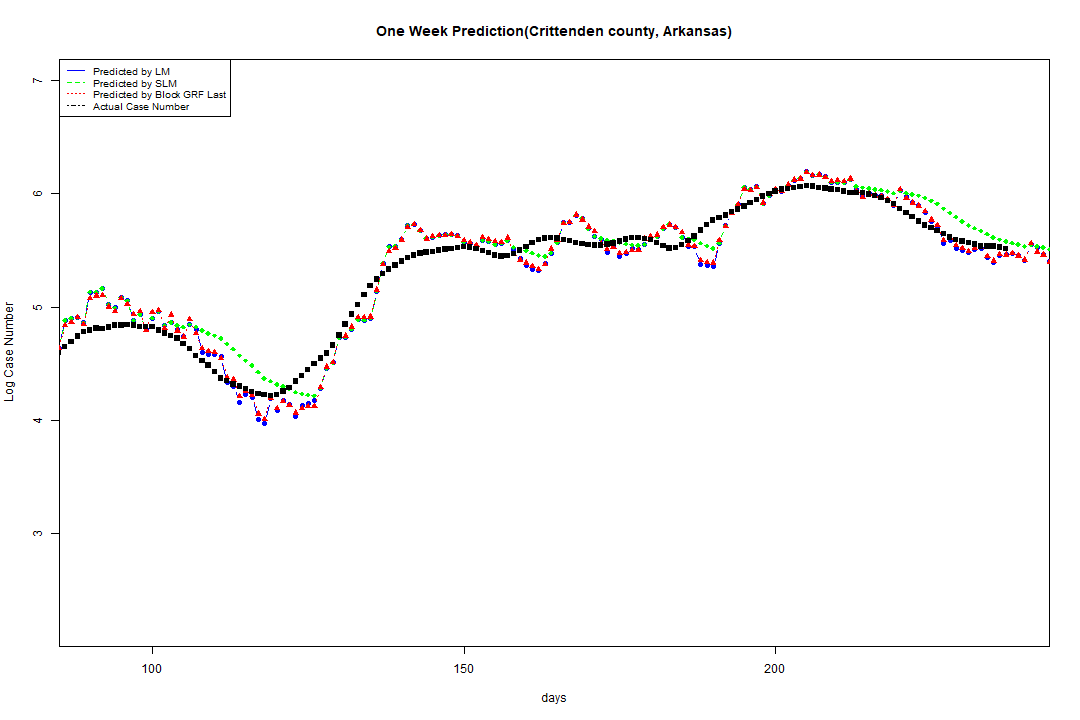 One Week Prediction(Crittenden county, Arkansas)
Predicted by LM
Predicted by SLM
Predicted by Block GRF Last
Actual Case Number
7
6
5
4
3
Log Case Number
100 150 200
days